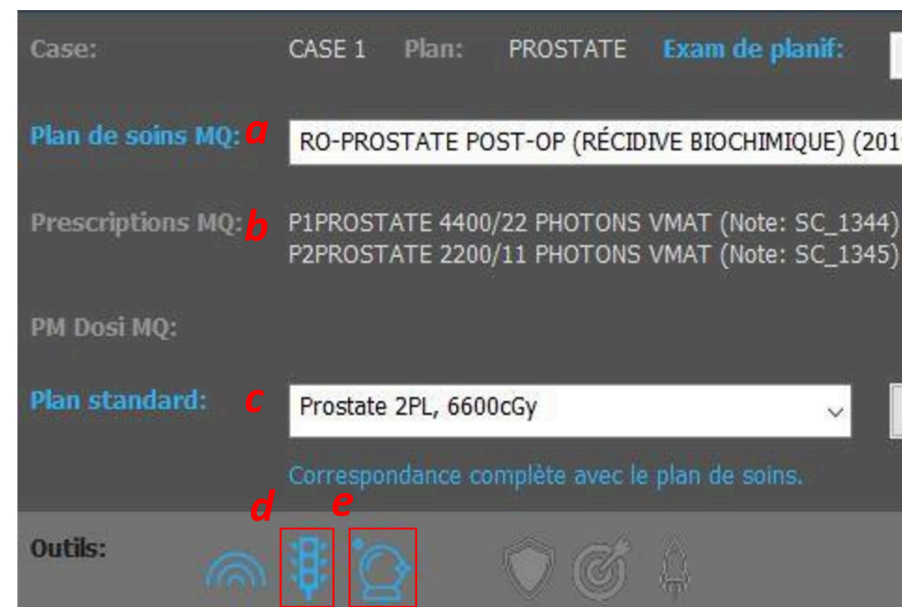 Case: CASE 1 Plan: PROSTATE Exam de planif:
Plan de soins MQ: a RO-PROSTATE POST-OP (RÉCIDIVE BIOCHIMIQUE) (201
Prescriptions MQ: b P1PROSTATE 4400/22 PHOTONS VMAT (Note: SC_1344)
P2PROSTATE 2200/11 PHOTONS VMAT (Note: SC_1345)
PM Dosi MQ:
Plan standard: c Prostate 2PL, 6600cGy
Correspondance complète avec le plan de soins.
d e
Outils: